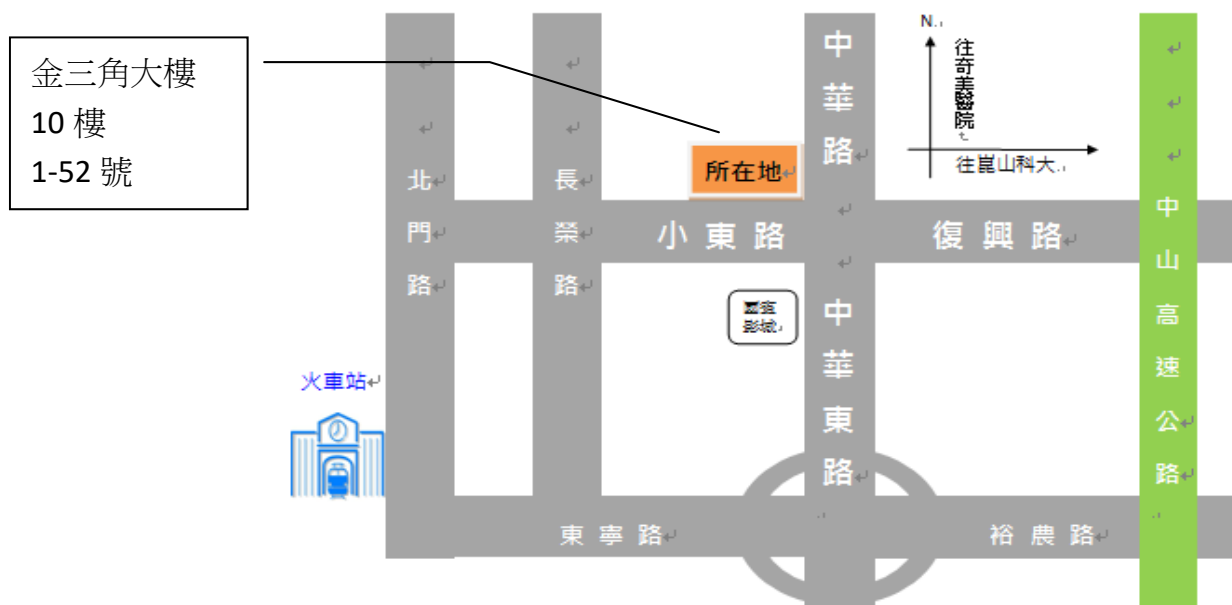 金三角大樓
10 樓
1-52 號
北門路
長榮路
中華路
N.
往奇美醫院
往崑山科大
所在地
小東路
復興路
中山高速公路
影城
中華東路
火車站
東寧路
裕農路